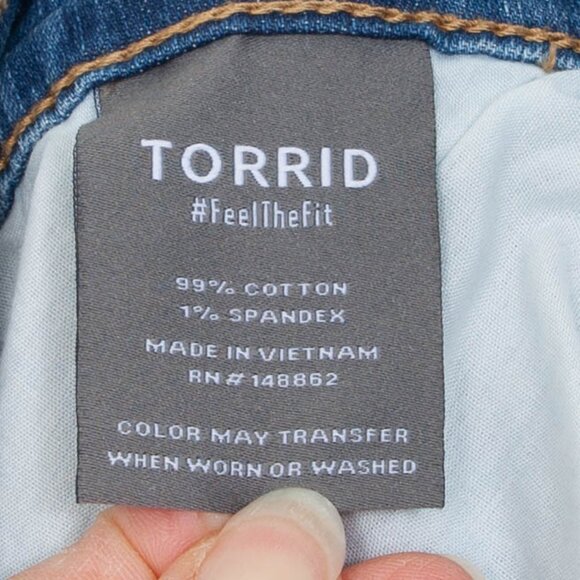 TORRID
#FeelTheFit
99% COTTON
1% SPANDEX
MADE IN VIETNAM
RN# 148862
COLOR MAY TRANSFER
WHEN WORN OR WASHED